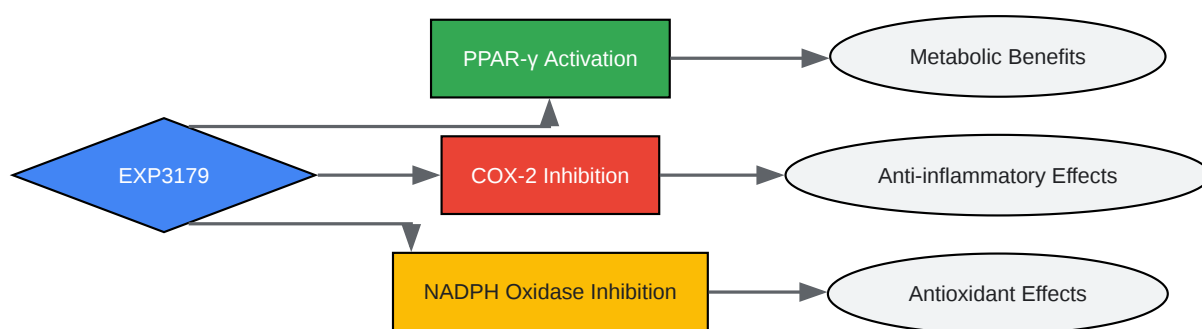 PPAR-γ Activation
Metabolic Benefits
EXP3179
COX-2 Inhibition
Anti-inflammatory Effects
NADPH Oxidase Inhibition
Antioxidant Effects